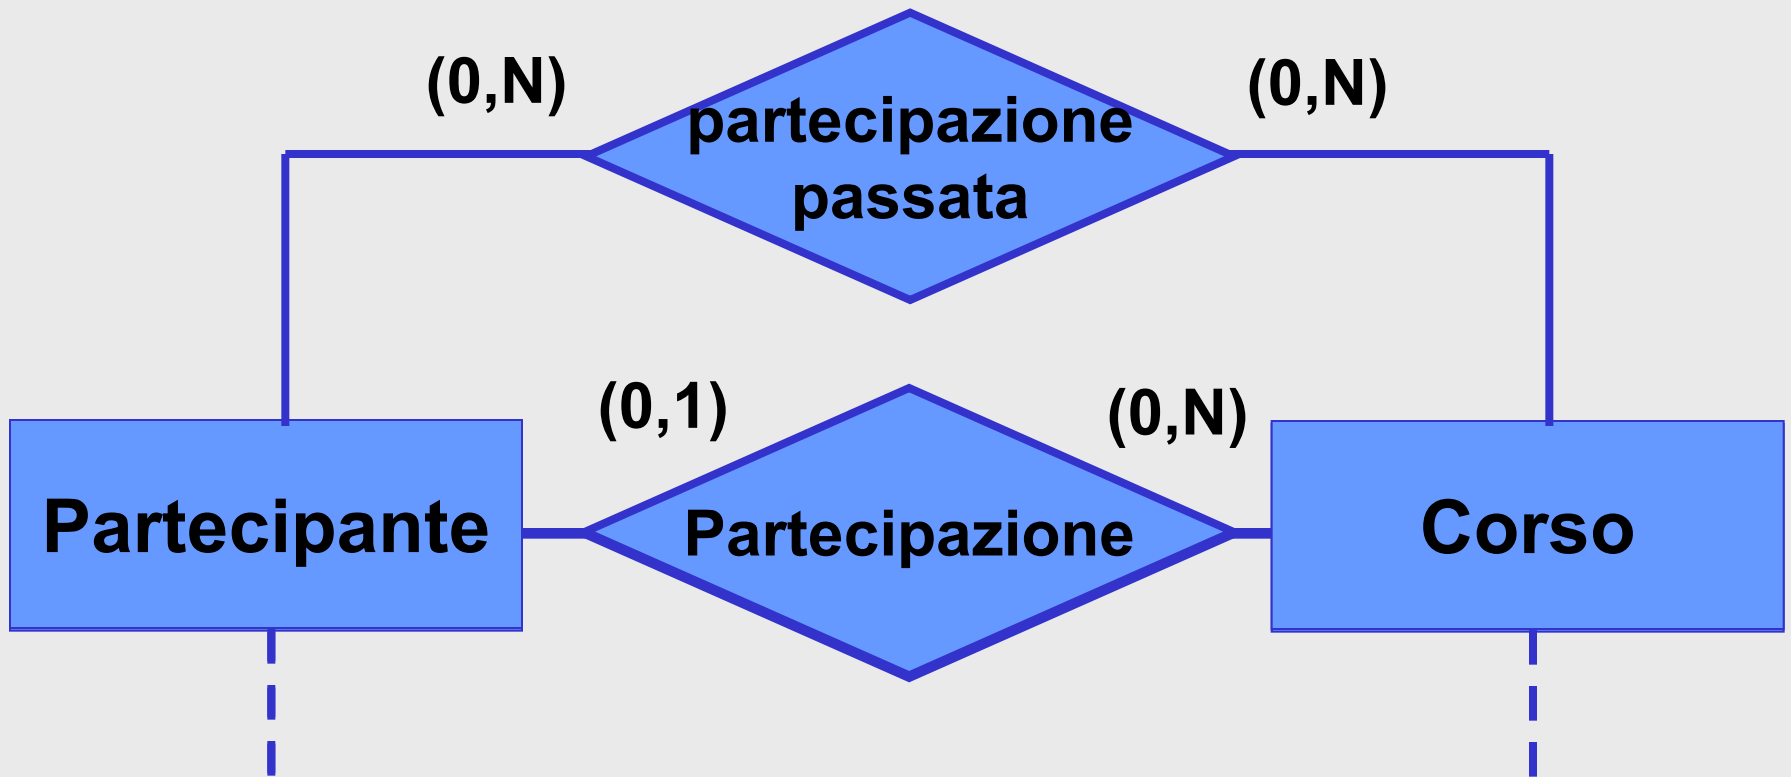 (0,N)
(0,N)
partecipazione
passata
(0,1)
(0,N)
Partecipante
Partecipazione
Corso